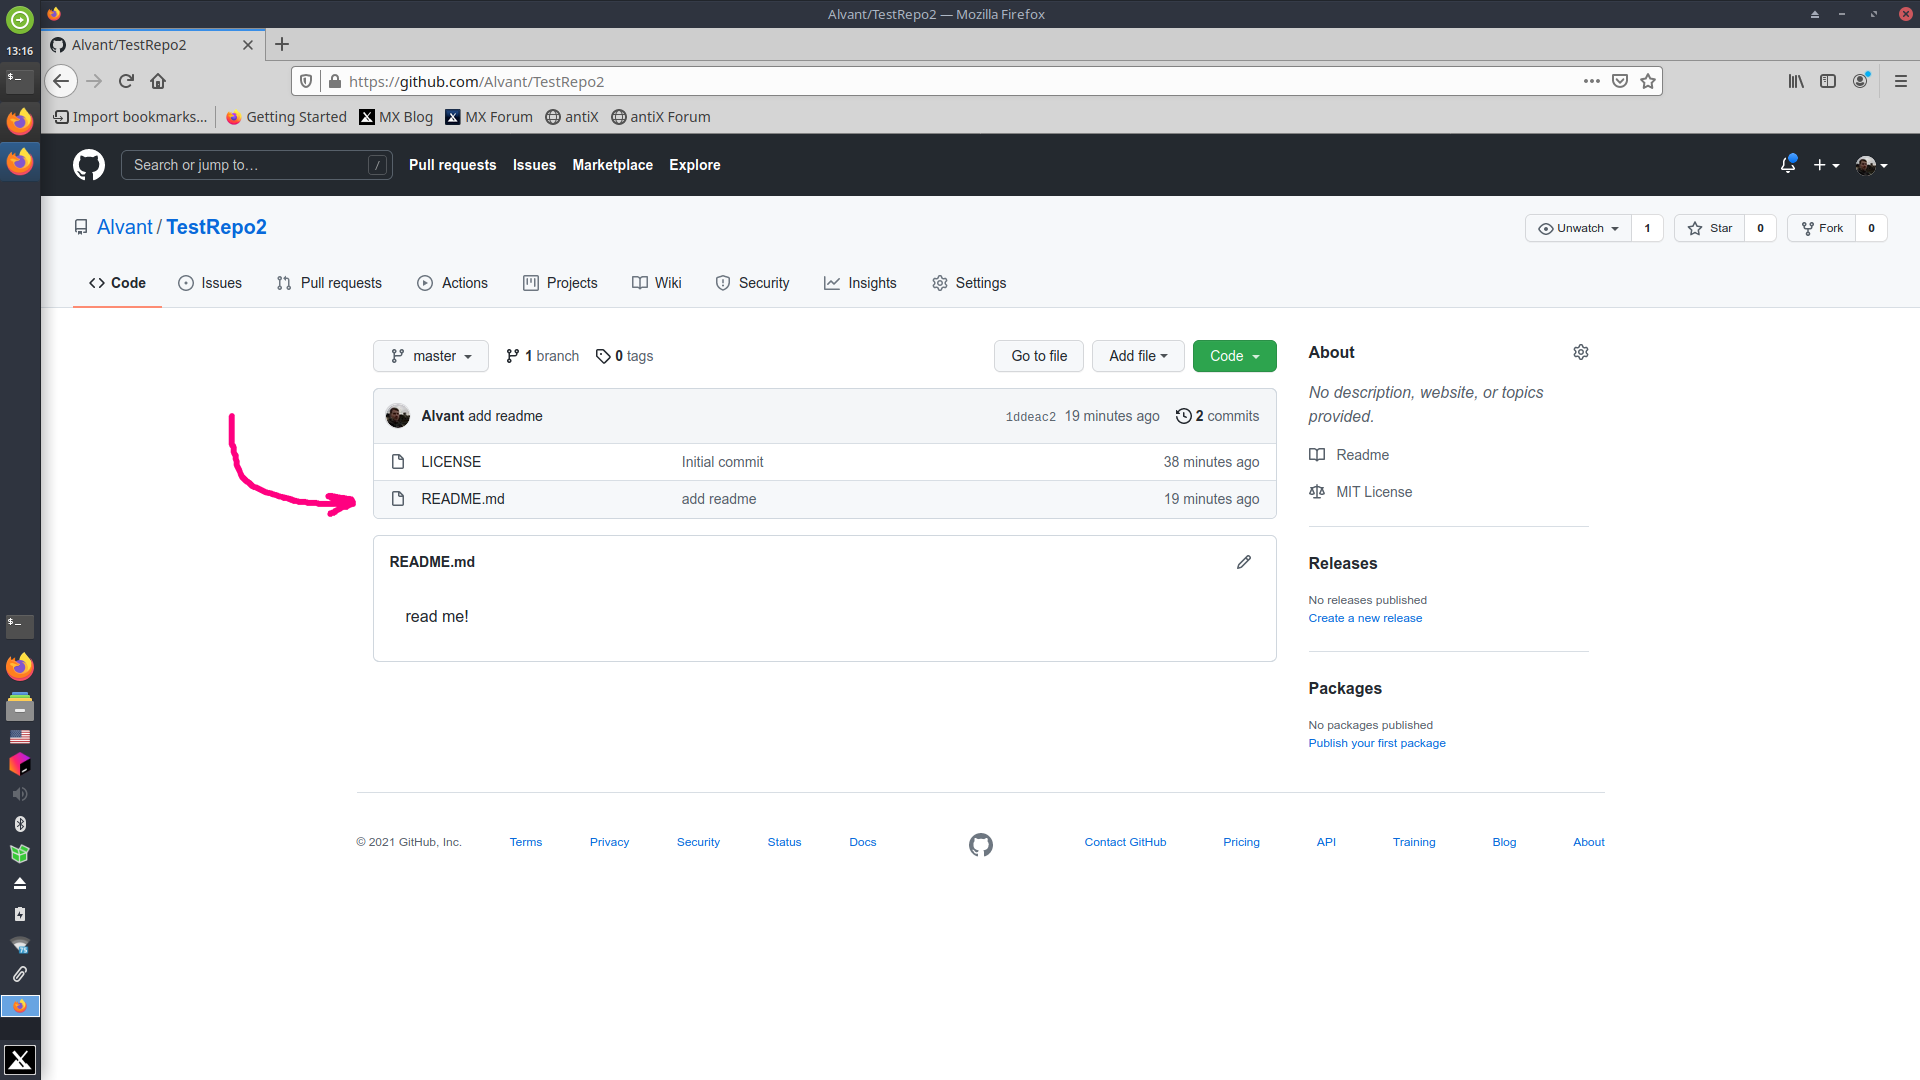 Alvant/TestRepo2 — Mozilla Firefox
13:16
Alvant/TestRepo2
https://github.com/Alvant/TestRepo2
Import bookmarks... Getting Started MX Blog MX Forum antiX antiX Forum
Search or jump to… / Pull requests Issues Marketplace Explore
Alvant / TestRepo2
Unwatch 1 Star 0 Fork 0
Code Issues Pull requests Actions Projects Wiki Security Insights Settings
master 1 branch 0 tags Go to file Add file Code
Alvant add readme 1ddeac2 19 minutes ago 2 commits
LICENSE Initial commit 38 minutes ago
README.md add readme 19 minutes ago
README.md
read me!
About
No description, website, or topics
provided.
Readme
MIT License
Releases
No releases published
Create a new release
Packages
No packages published
Publish your first package
© 2021 GitHub, Inc. Terms Privacy Security Status Docs Contact GitHub Pricing API Training Blog About
$_
75